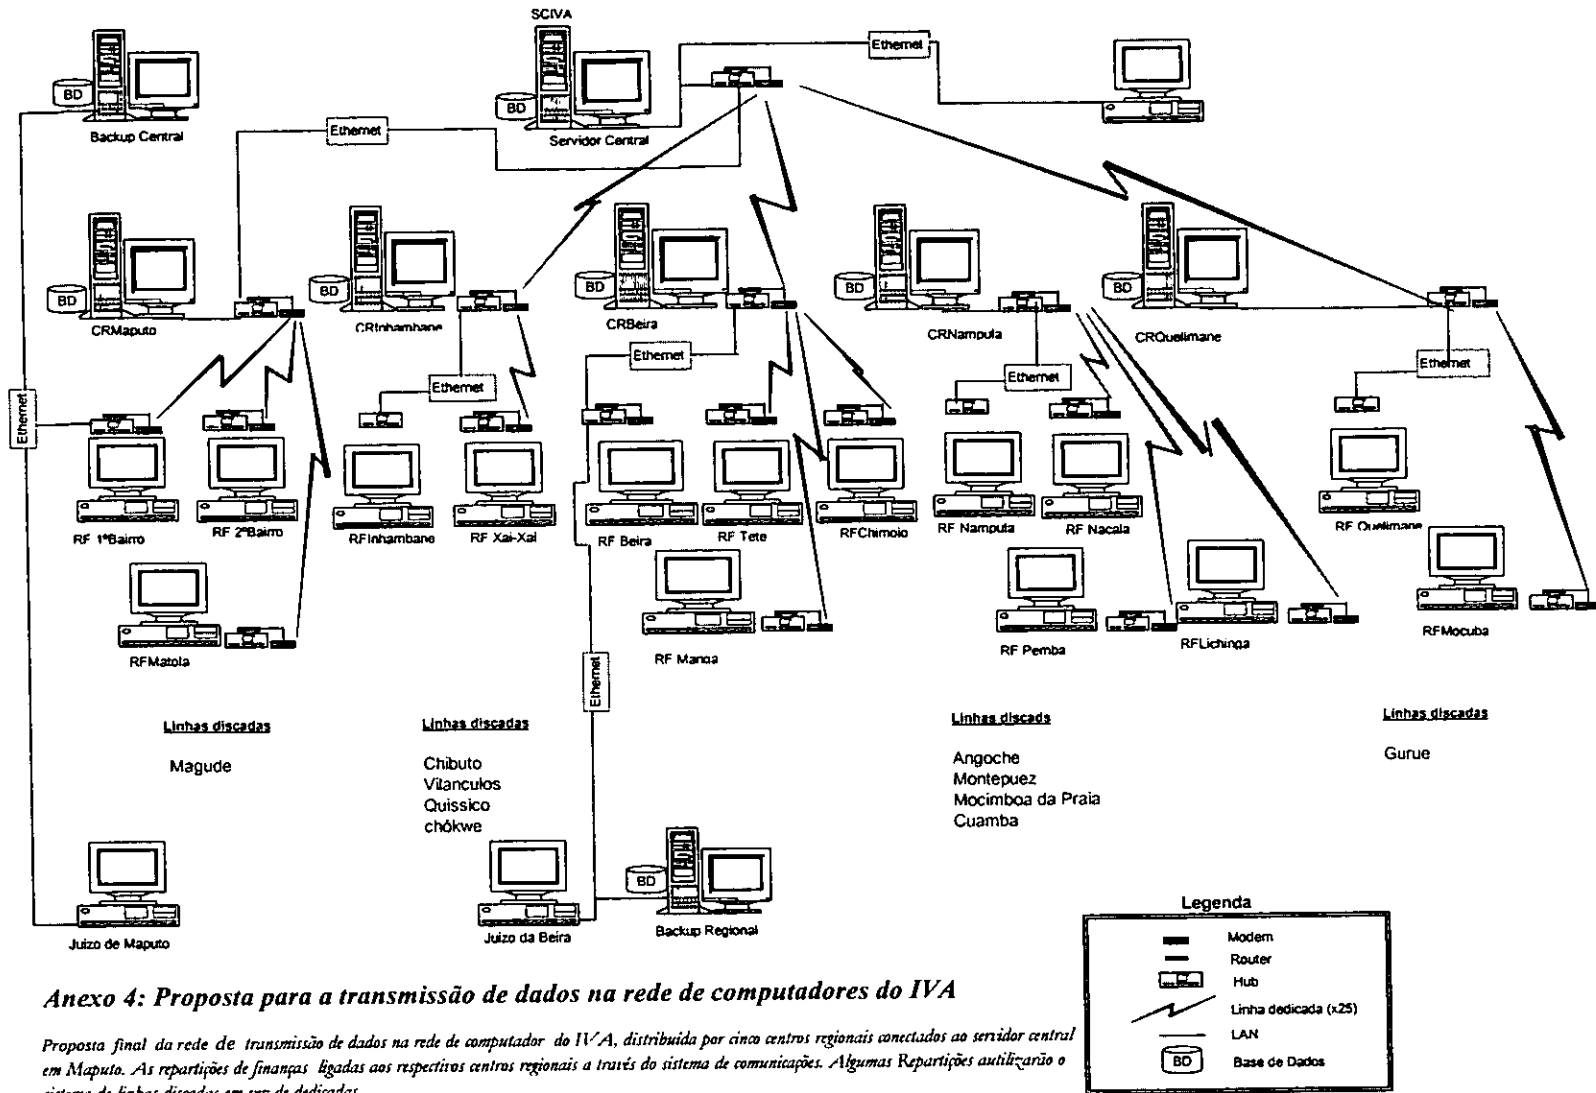 SCIVA
Ethernet
BD
Backup Central
BD
Servidor Central
Ethernet
BD
CRMaputo
BD
CRInhambane
BD
CRBeira
BD
CRNampula
BD
CRQuelimane
Ethernet
Ethernet
Ethernet
Ethernet
Ethernet
RF 1ºBairro
RF 2ºBairro
RFInhambane
RF Xai-Xai
RF Beira
RF Tete
RFChimoio
RF Nampula
RF Nacala
RF Quelimane
RFMatola
RF Manga
RF Pemba
RFLichinga
RFMocuba
Ethernet
Linhas discadas
Magude
Linhas discadas
Chibuto
Vilanculos
Quissico
chókwe
Linhas discads
Angoche
Montepuez
Mocimboa da Praia
Cuamba
Linhas discadas
Gurue
Juizo de Maputo
Juizo da Beira
BD
Backup Regional
Legenda
Modem
Router
Hub
Linha dedicada (x25)
LAN
BD Base de Dados
Anexo 4: Proposta para a transmissão de dados na rede de computadores do IVA
Proposta final da rede de transmissão de dados na rede de computador do IVA, distribuida por cinco centros regionais conectados ao servidor central
em Maputo. As repartições de finanças ligadas aos respectivos centros regionais a través do sistema de comunicações. Algumas Repartições autilizarão o